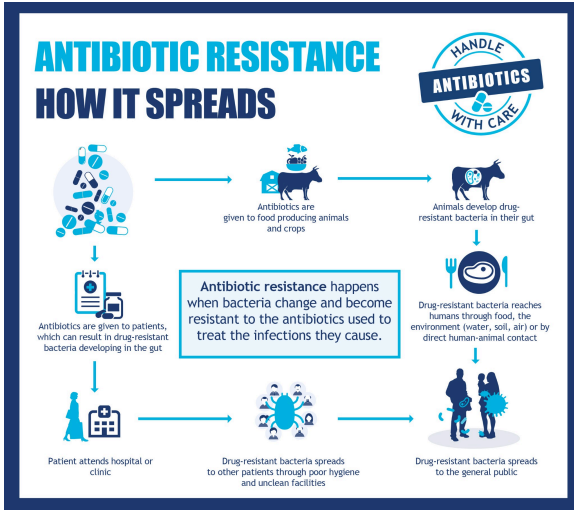 ANTIBIOTIC RESISTANCE
HOW IT SPREADS
HANDLE
ANTIBIOTICS
WITH CARE
Antibiotics are
given to food producing animals
and crops
Animals develop drug-
resistant bacteria in their gut
Antibiotics are given to patients,
which can result in drug-resistant
bacteria developing in the gut
Antibiotic resistance happens
when bacteria change and become
resistant to the antibiotics used to
treat the infections they cause.
Drug-resistant bacteria reaches
humans through food, the
environment (water, soil, air) or by
direct human-animal contact
Patient attends hospital or
clinic
Drug-resistant bacteria spreads
to other patients through poor hygiene
and unclean facilities
Drug-resistant bacteria spreads
to the general public